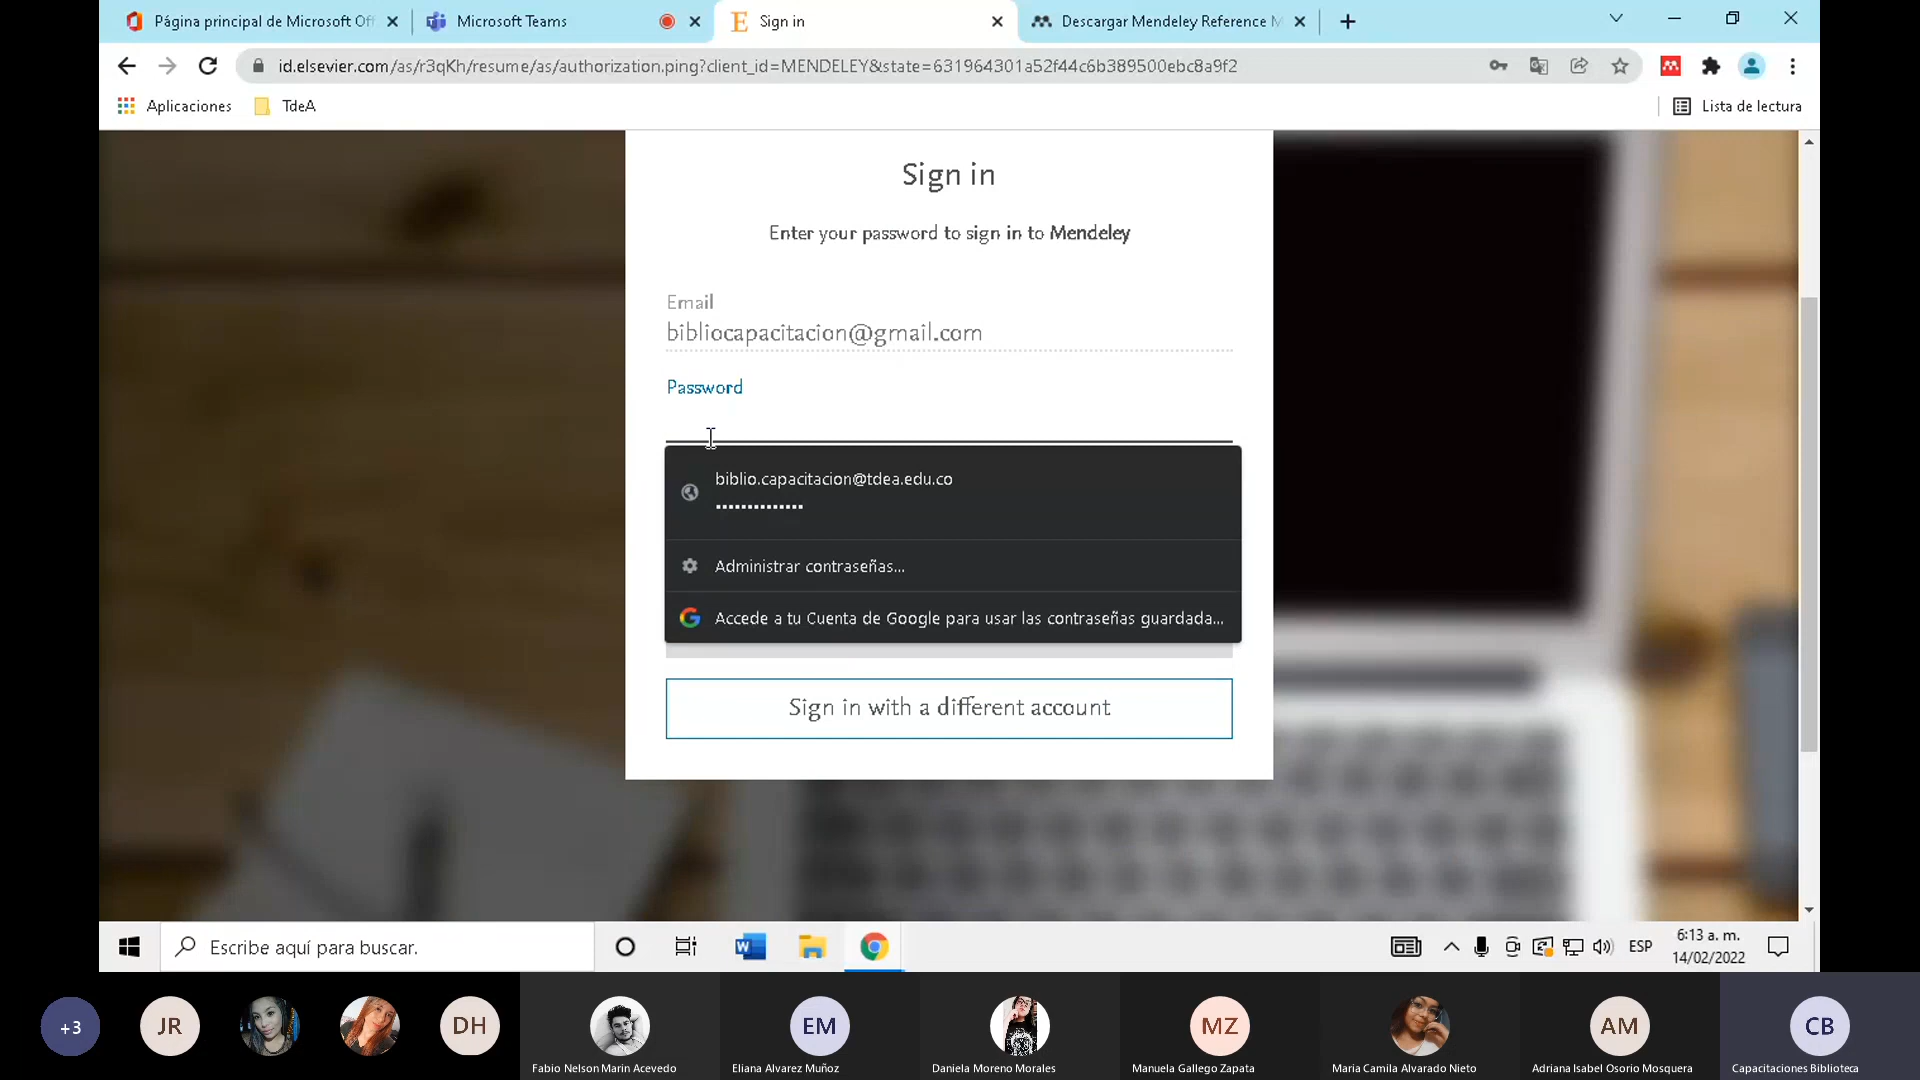 Página principal de Microsoft Of
Microsoft Teams
Sign in
Descargar Mendeley Reference M
id.elsevier.com/as/r3qKh/resume/as/authorization.ping?client_id=MENDELEY&state=631964301a52f44c6b389500ebc8a9f2
Aplicaciones
TdeA
Lista de lectura
Sign in
Enter your password to sign in to Mendeley
Email
bibliocapacitacion@gmail.com
Password
biblio.capacitacion@tdea.edu.co
••••••••••••••
Administrar contraseñas...
Accede a tu Cuenta de Google para usar las contraseñas guardada...
Sign in with a different account
Escribe aquí para buscar.
ESP
6:13 a. m.
14/02/2022
+3
JR
DH
EM
MZ
AM
CB
Fabio Nelson Marin Acevedo
Eliana Alvarez Muñoz
Daniela Moreno Morales
Manuela Gallego Zapata
Maria Camila Alvarado Nieto
Adriana Isabel Osorio Mosquera
Capacitaciones Biblioteca